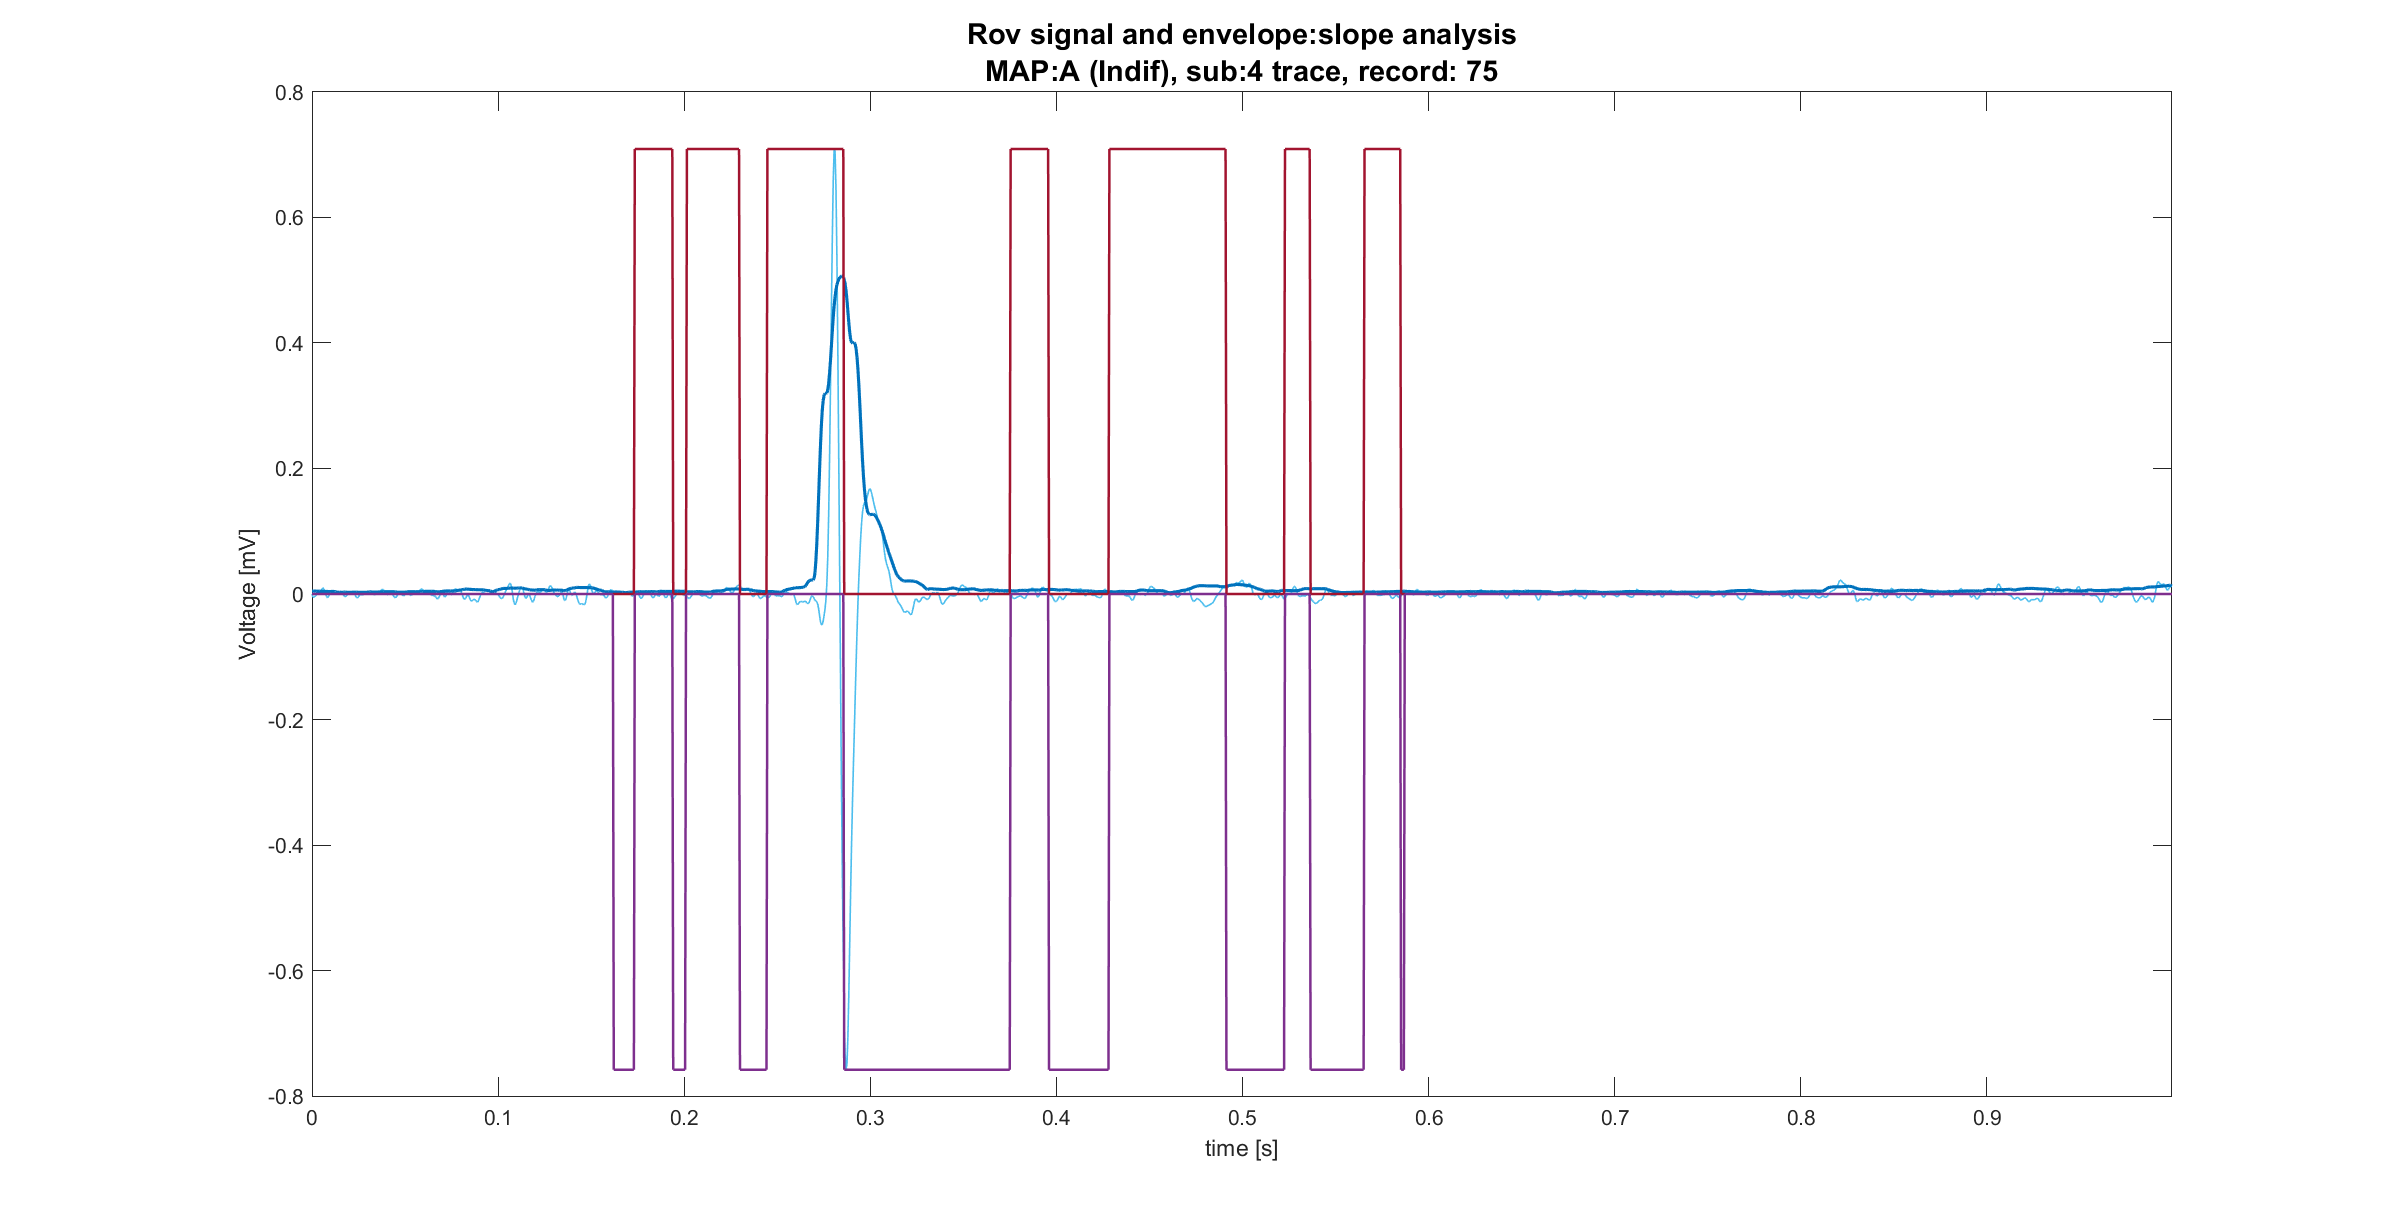 Rov signal and envelope:slope analysis
MAP:A (Indif), sub:4 trace, record: 75
0.8
0.6
0.4
0.2
0
-0.2
-0.4
-0.6
-0.8
Voltage [mV]
0 0.1 0.2 0.3 0.4 0.5 0.6 0.7 0.8 0.9
time [s]